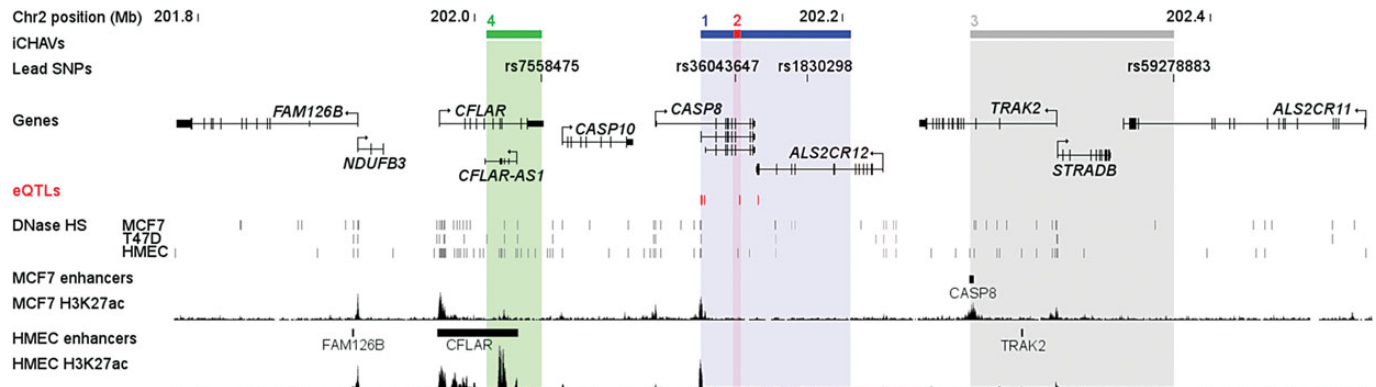 Chr2 position (Mb) 201.8 202.0 202.2 202.4
4 1 2 3
iCHAVs
Lead SNPs rs7558475 rs36043647 rs1830298 rs59278883
Genes FAM126B CFLAR CASP10 CASP8 TRAK2 ALS2CR11
NDUFB3 CFLAR-AS1 ALS2CR12 STRADB
eQTLs
DNase HS MCF7
T47D
HMEC
MCF7 enhancers
CASP8
MCF7 H3K27ac
HMEC enhancers
FAM126B CFLAR TRAK2
HMEC H3K27ac